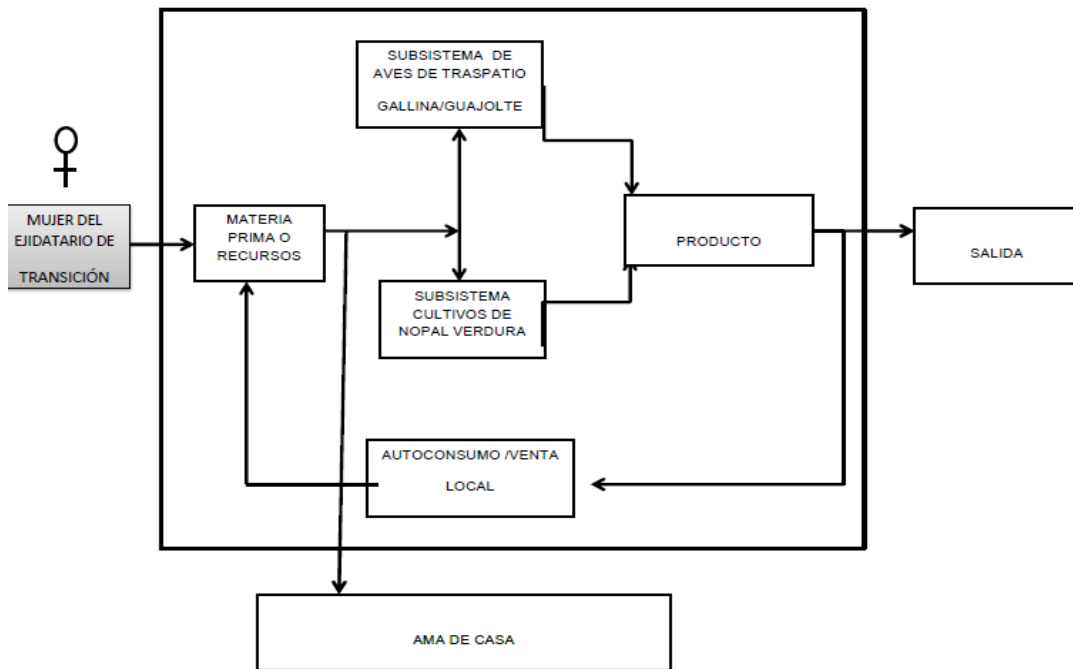 SUBSISTEMA DE
AVES DE TRASPATIO
GALLINA/GUAJOLTE
MUJER DEL
EJIDATARIO DE
TRANSICIÓN
MATERIA
PRIMA O
RECURSOS
PRODUCTO
SALIDA
SUBSISTEMA
CULTIVOS DE
NOPAL VERDURA
AUTOCONSUMO /VENTA
LOCAL
AMA DE CASA